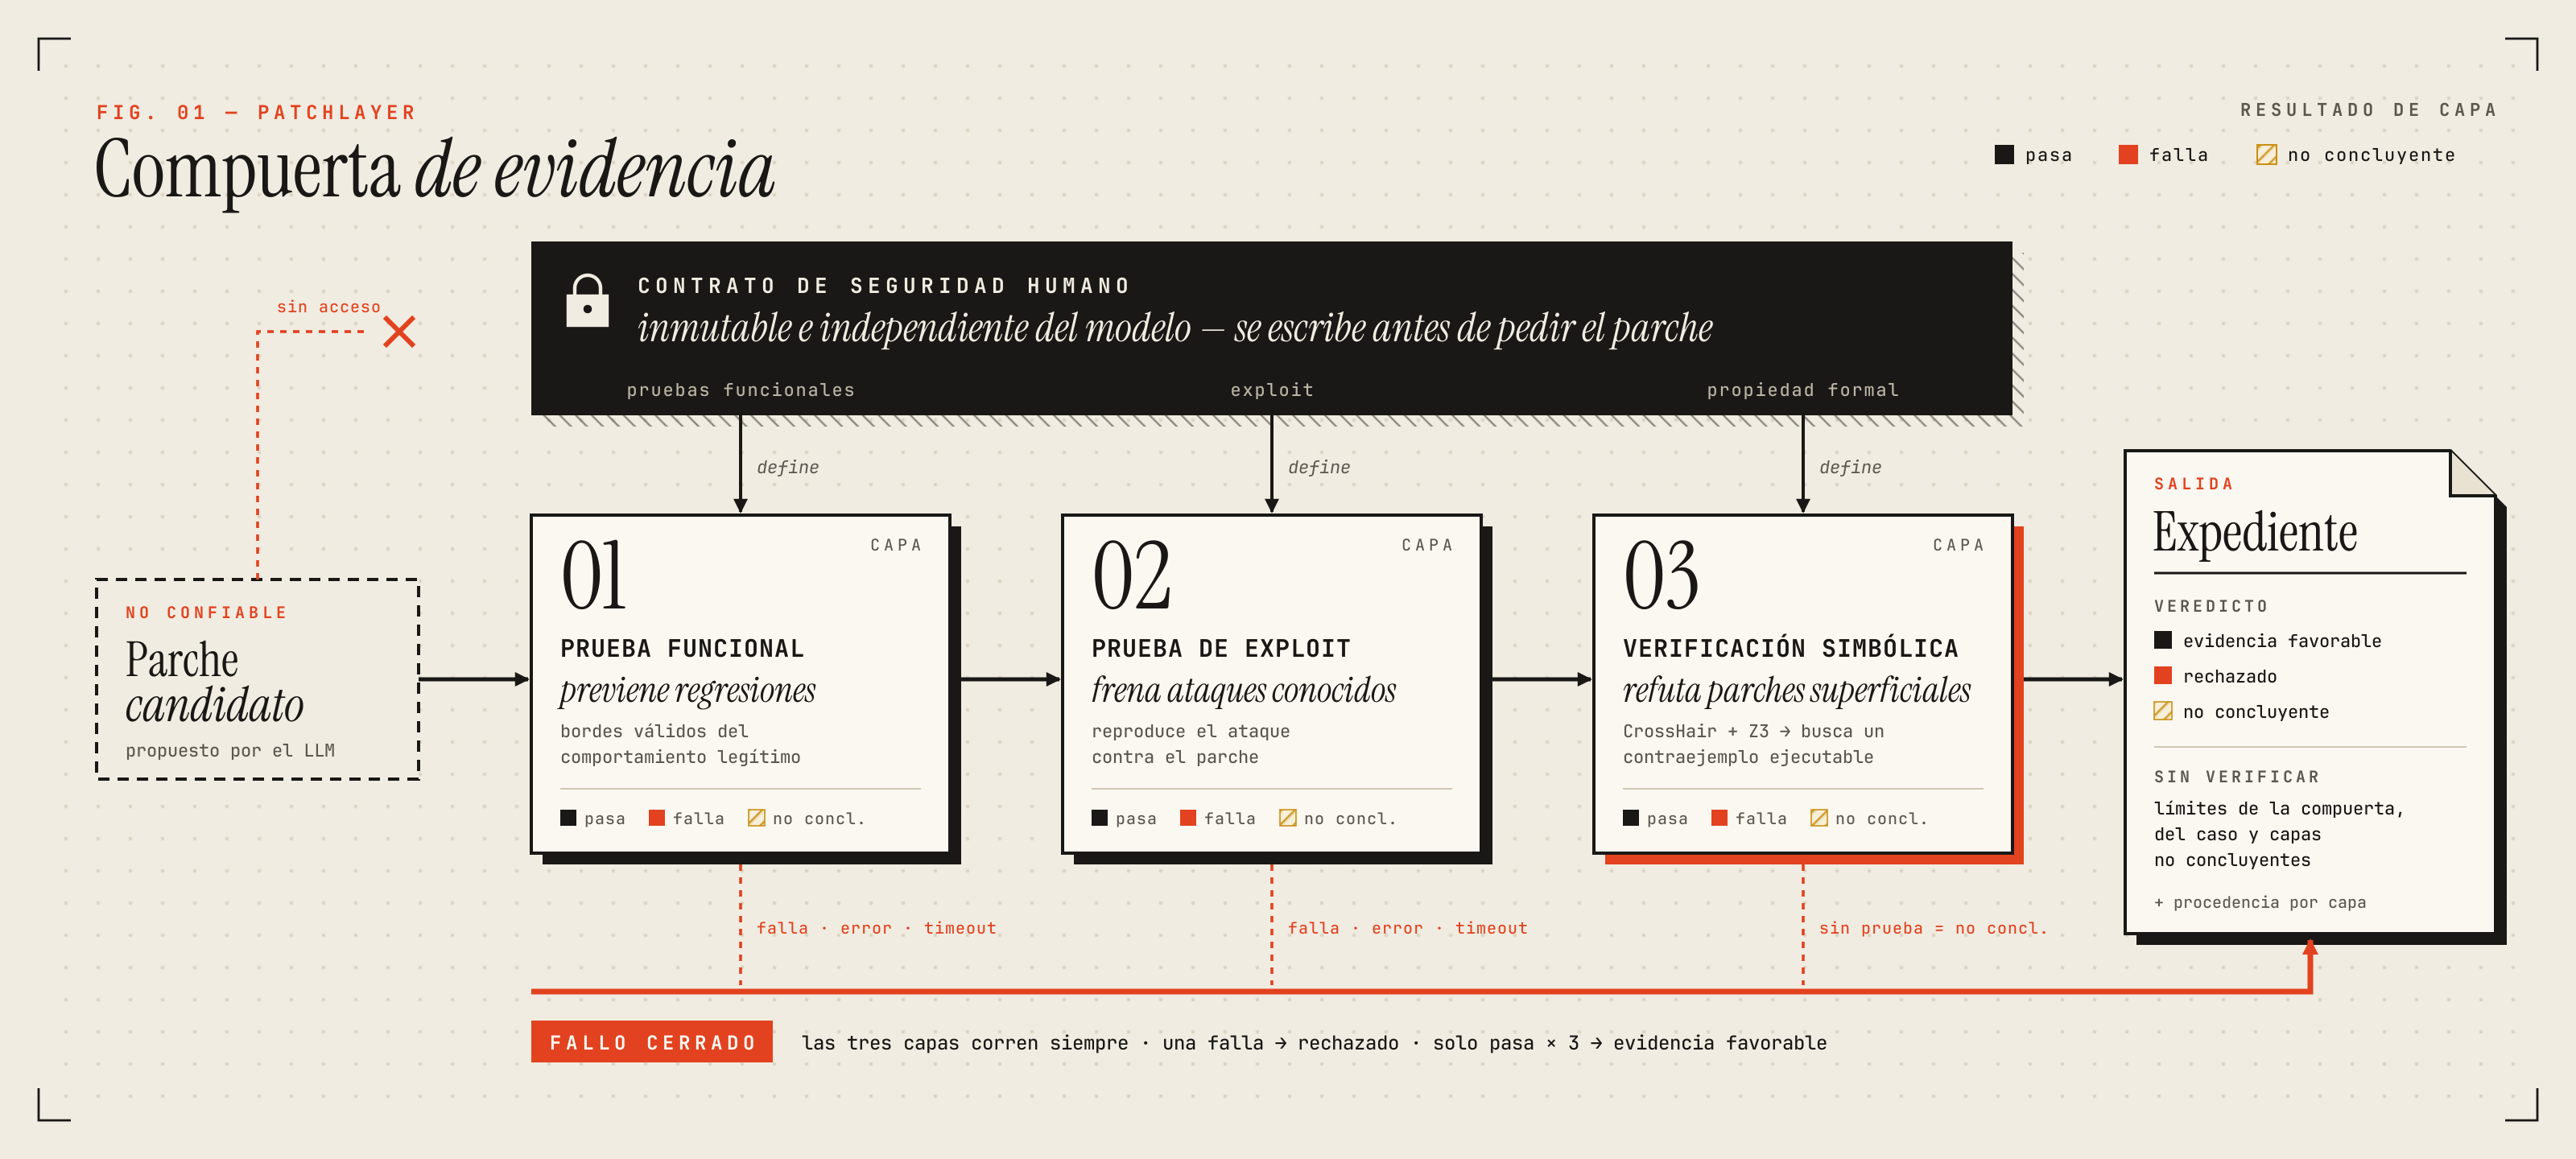 FIG. 01 — PATCHLAYER
Compuerta de evidencia
RESULTADO DE CAPA
pasa
falla
no concluyente
sin acceso
CONTRATO DE SEGURIDAD HUMANO
inmutable e independiente del modelo — se escribe antes de pedir el parche
pruebas funcionales
exploit
propiedad formal
define
define
define
NO CONFIABLE
Parche
candidato
propuesto por el LLM
01
CAPA
PRUEBA FUNCIONAL
previene regresiones
bordes válidos del
comportamiento legítimo
pasa
falla
no concl.
02
CAPA
PRUEBA DE EXPLOIT
frena ataques conocidos
reproduce el ataque
contra el parche
pasa
falla
no concl.
03
CAPA
VERIFICACIÓN SIMBÓLICA
refuta parches superficiales
CrossHair + Z3 → busca un
contraejemplo ejecutable
pasa
falla
no concl.
SALIDA
Expediente
VEREDICTO
evidencia favorable
rechazado
no concluyente
SIN VERIFICAR
límites de la compuerta,
del caso y capas
no concluyentes
+ procedencia por capa
falla · error · timeout
falla · error · timeout
sin prueba = no concl.
FALLO CERRADO
las tres capas corren siempre · una falla → rechazado · solo pasa × 3 → evidencia favorable